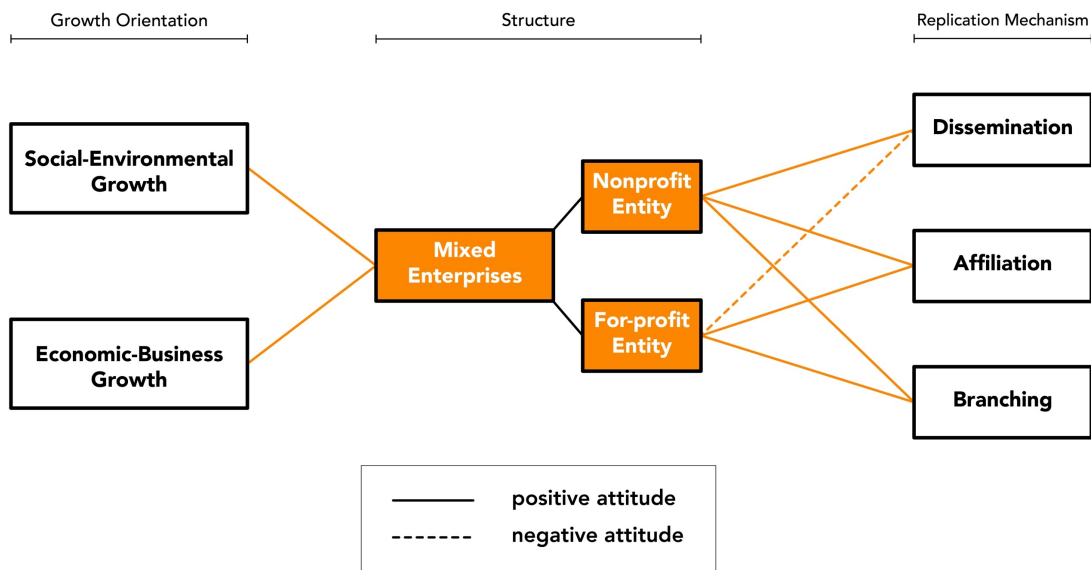 Growth Orientation
Structure
Replication Mechanism
Social-Environmental
Growth
Economic-Business
Growth
Mixed
Enterprises
Nonprofit
Entity
For-profit
Entity
Dissemination
Affiliation
Branching
positive attitude
negative attitude